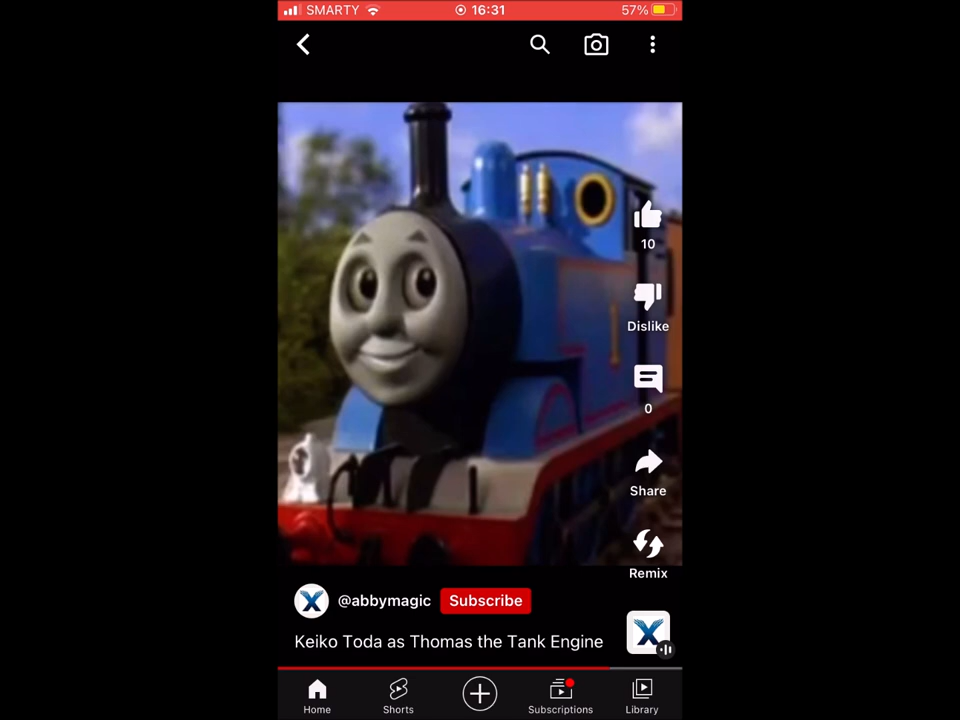 SMARTY 16:31 57%
10
Dislike
0
Share
Remix
@abbymagic Subscribe
Keiko Toda as Thomas the Tank Engine
Home Shorts Subscriptions Library